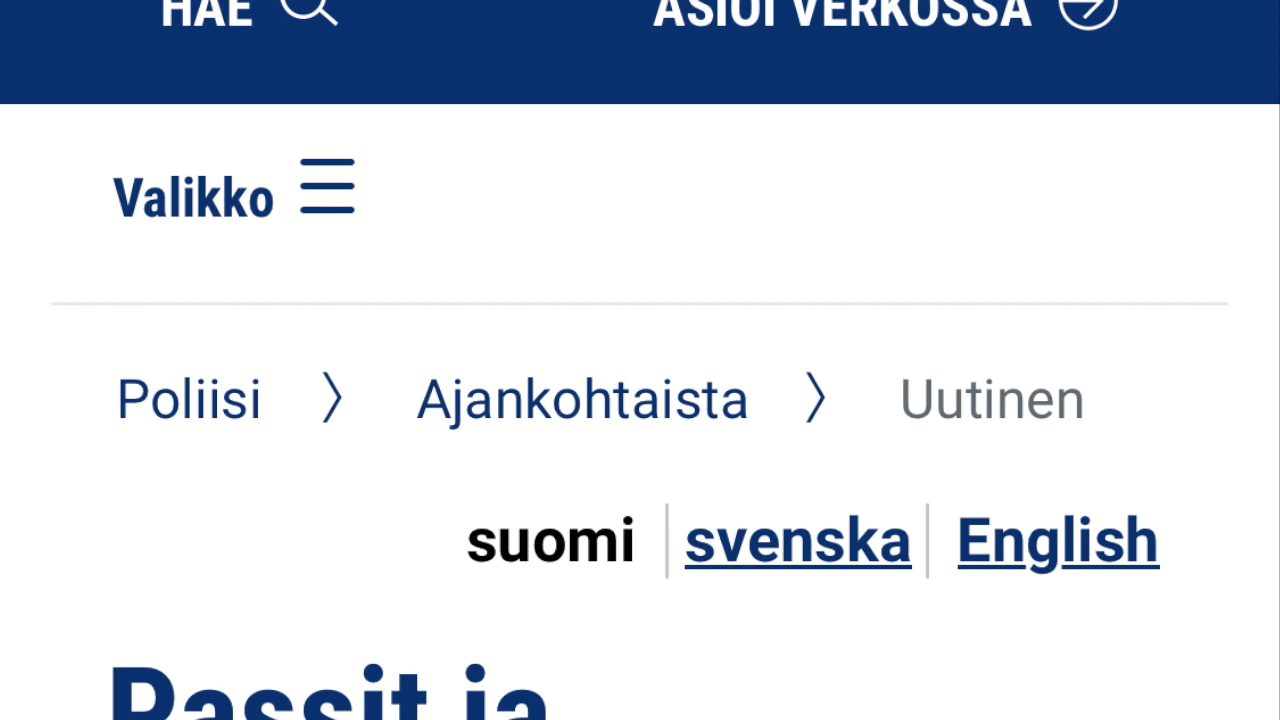 HAE
ASIOI VERKOSSA
Valikko
Poliisi 〉 Ajankohtaista 〉 Uutinen
suomi svenska English
Passit ja